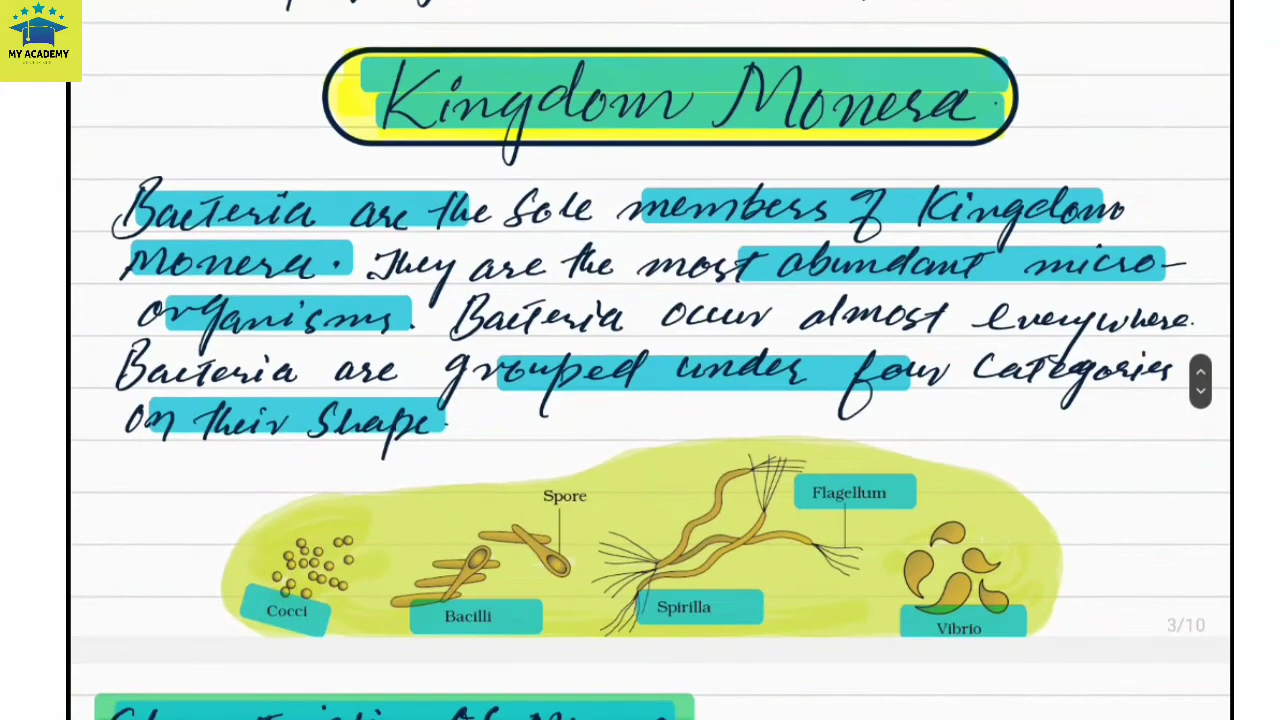 MY ACADEMY
Kingdom Monera.
Bacteria are the sole members of Kingdom
Monera. They are the most abundant micro-
organisms. Bacteria occur almost everywhere.
Bacteria are grouped under four categories
on their shape.
Spore
Flagellum
Cocci
Bacilli
Spirilla
Vibrio
3/10